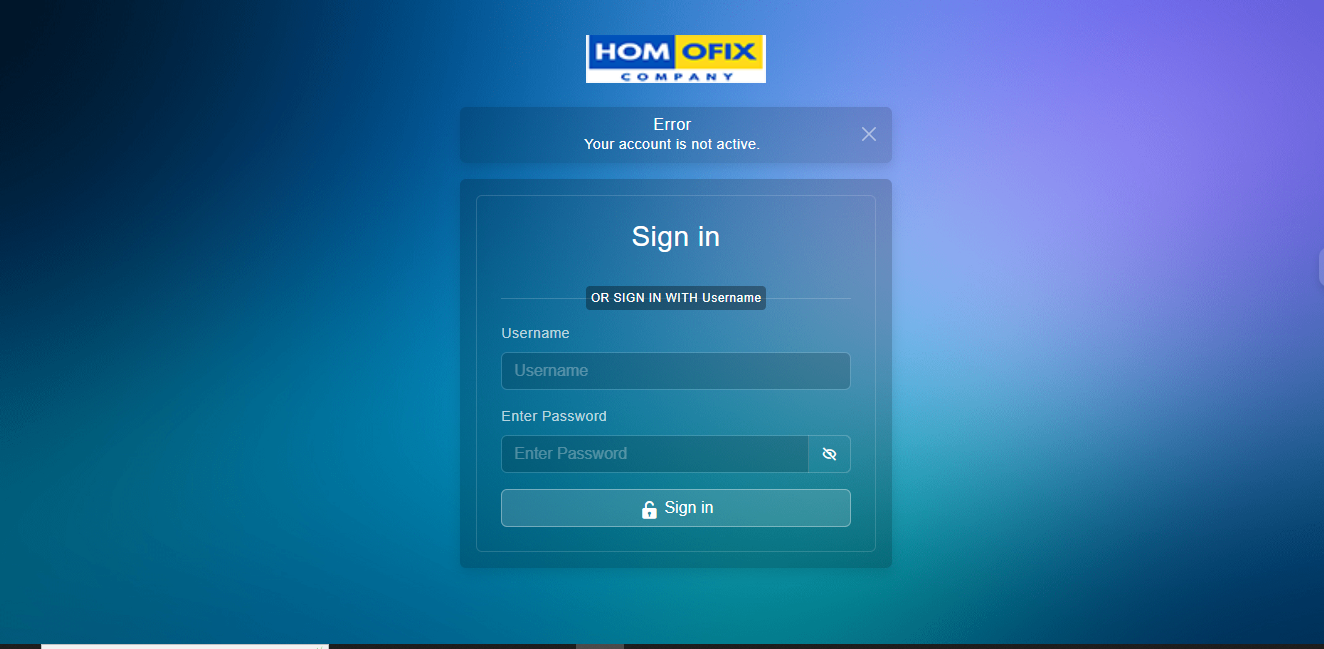 HOM OFIX
COMPANY
Error
Your account is not active.
Sign in
OR SIGN IN WITH Username
Username
Username
Enter Password
Enter Password
Sign in